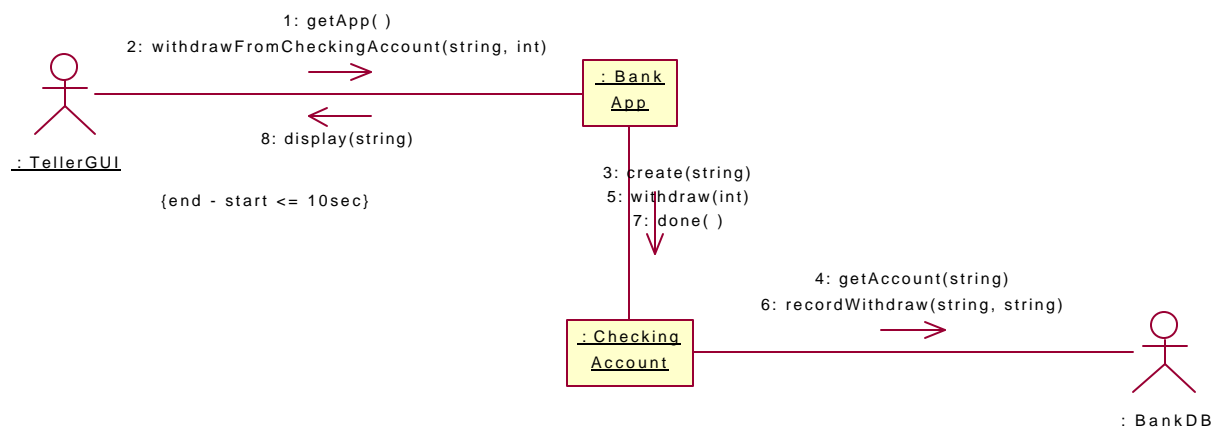 1: getApp( )
2: withdrawFromCheckingAccount(string, int)
: Bank
App
8: display(string)
: TellerGUI
{end - start <= 10sec}
3: create(string)
5: withdraw(int)
7: done( )
4: getAccount(string)
6: recordWithdraw(string, string)
: Checking
Account
: BankDB